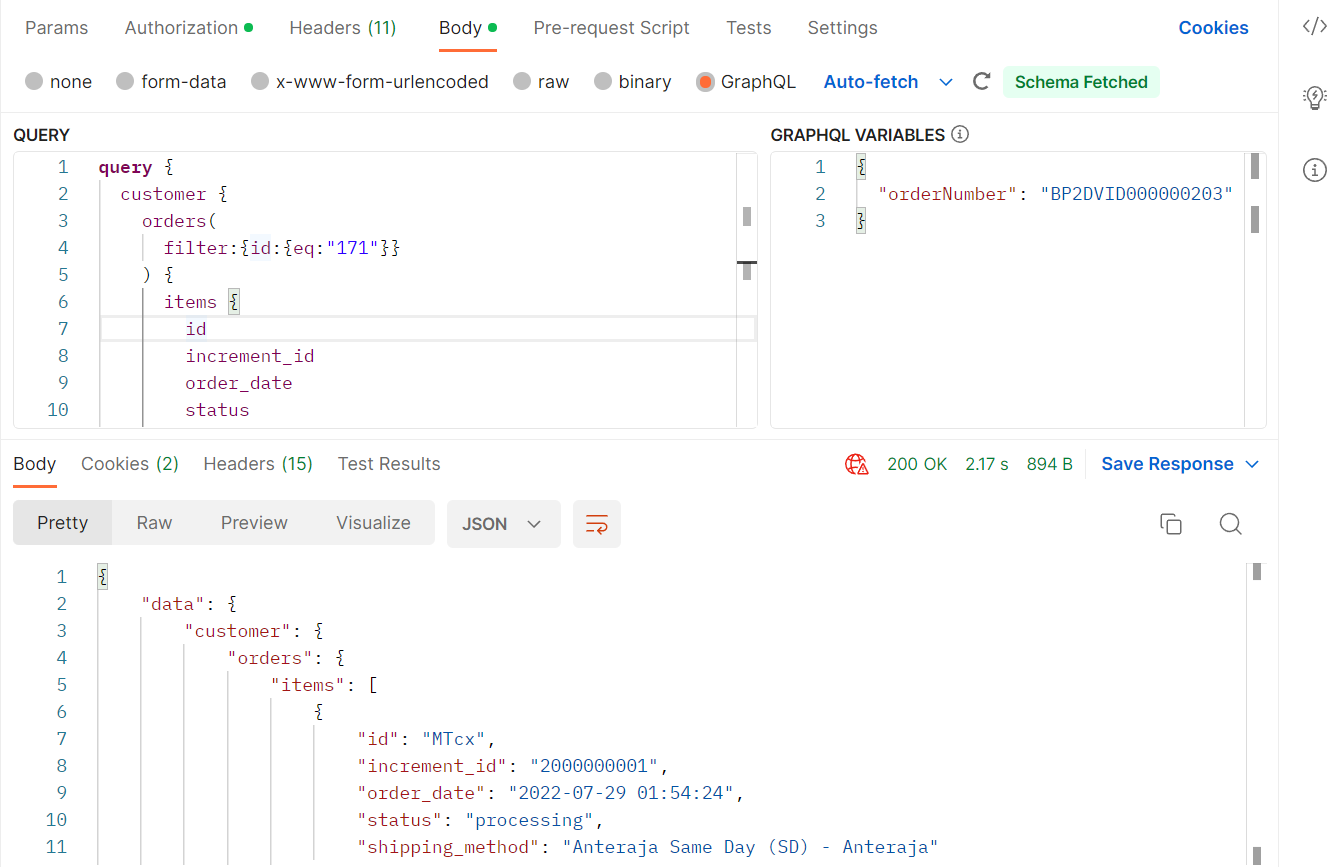 Params Authorization Headers (11) Body Pre-request Script Tests Settings Cookies
none form-data x-www-form-urlencoded raw binary GraphQL Auto-fetch Schema Fetched
QUERY
1 query {
2 customer {
3 orders(
4 filter:{id:{eq:"171"}}
5 ) {
6 items {
7 id
8 increment_id
9 order_date
10 status
GRAPHQL VARIABLES
1 {
2 "orderNumber": "BP2DVID000000203"
3 }
Body Cookies (2) Headers (15) Test Results 200 OK 2.17 s 894 B Save Response
Pretty Raw Preview Visualize JSON
1 {
2 "data": {
3 "customer": {
4 "orders": {
5 "items": [
6 {
7 "id": "MTcx",
8 "increment_id": "2000000001",
9 "order_date": "2022-07-29 01:54:24",
10 "status": "processing",
11 "shipping_method": "Anteraja Same Day (SD) - Anteraja"